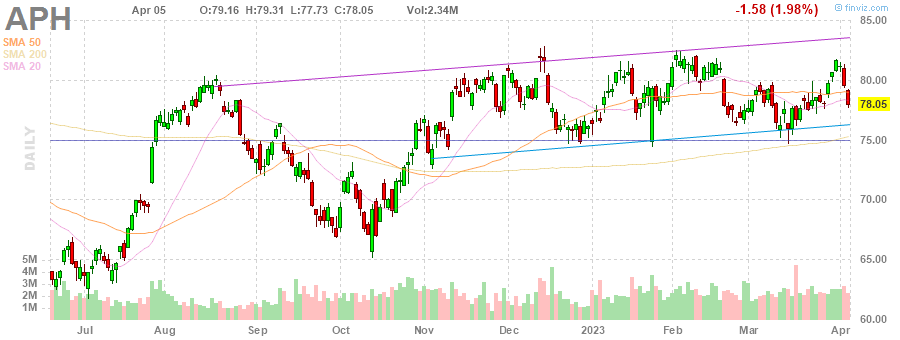 APH Apr 05 O:79.16 H:79.31 L:77.73 C:78.05 Vol:2.34M -1.58 (1.98%) © finviz.com
SMA 50
SMA 200
SMA 20
DAILY
85.00
80.00
78.05
75.00
70.00
65.00
60.00
5M
4M
3M
2M
1M
Jul Aug Sep Oct Nov Dec 2023 Feb Mar Apr